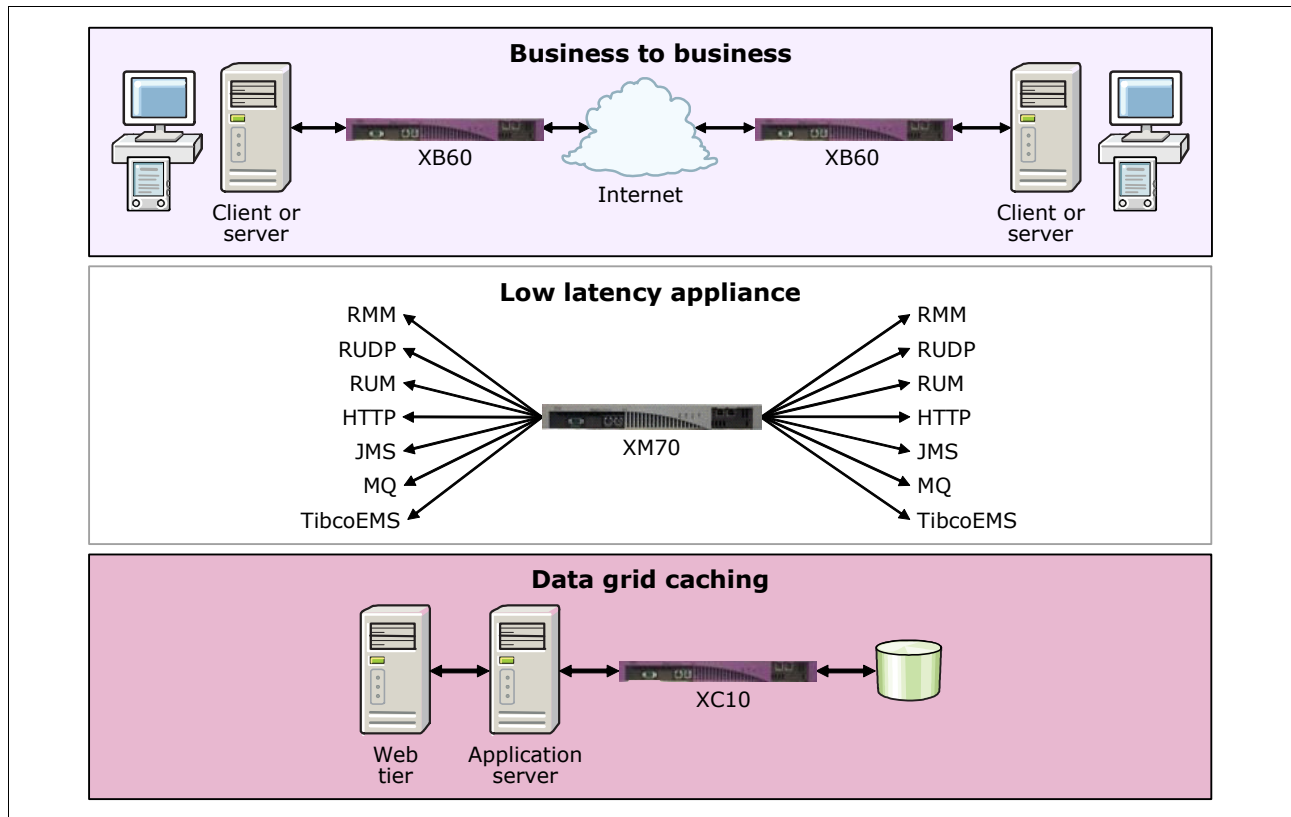 Business to business
XB60
XB60
Internet
Client or
server
Client or
server
Low latency appliance
RMM
RUDP
RUM
HTTP
JMS
MQ
TibcoEMS
XM70
RMM
RUDP
RUM
HTTP
JMS
MQ
TibcoEMS
Data grid caching
XC10
Web
tier
Application
server